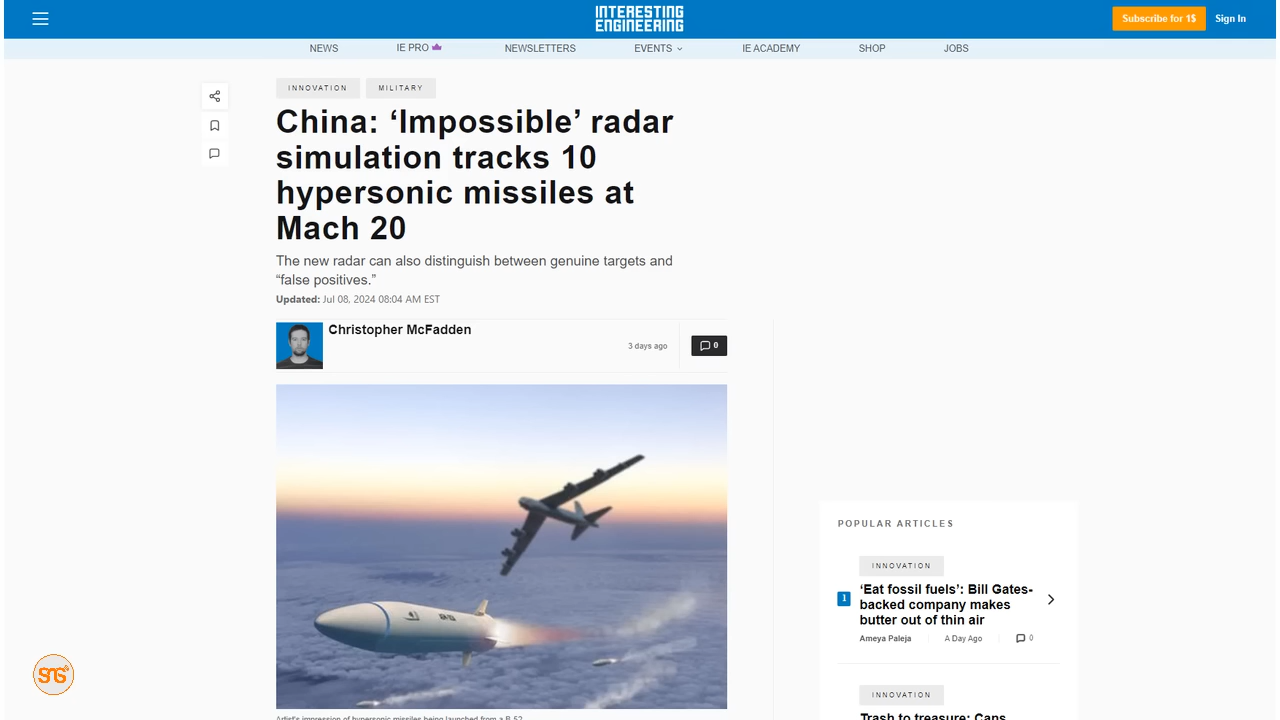 INTERESTING
ENGINEERING
Subscribe for 1$
Sign In
NEWS
IE PRO
NEWSLETTERS
EVENTS
IE ACADEMY
SHOP
JOBS
INNOVATION
MILITARY
China: ‘Impossible’ radar
simulation tracks 10
hypersonic missiles at
Mach 20
The new radar can also distinguish between genuine targets and
“false positives.”
Updated: Jul 08, 2024 08:04 AM EST
Christopher McFadden
3 days ago
0
POPULAR ARTICLES
INNOVATION
1
‘Eat fossil fuels’: Bill Gates-
backed company makes
butter out of thin air
Ameya Paleja
A Day Ago
0
INNOVATION
Trash to treasure: Cans
Artist's impression of hypersonic missiles being launched from a B-52
STG